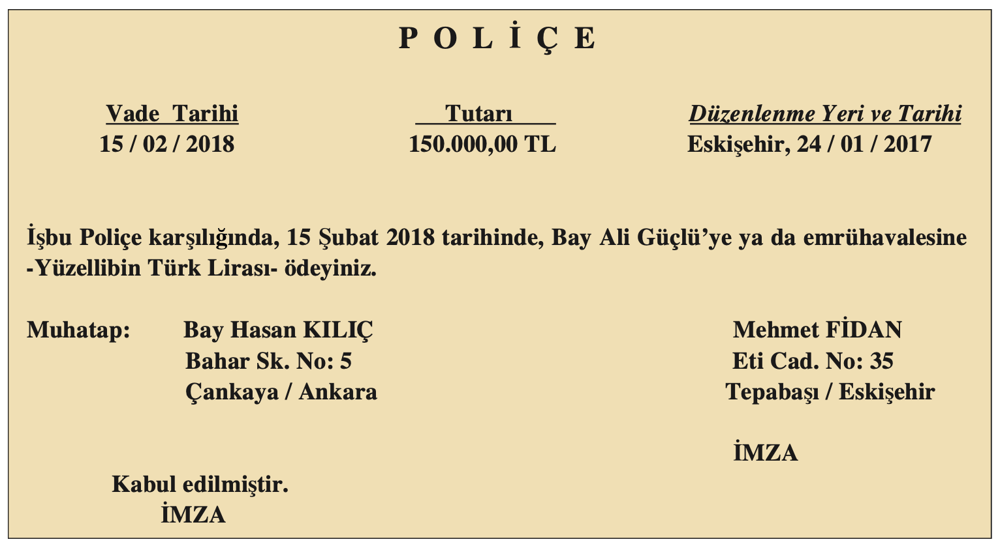 P O L İ Ç E
Vade Tarihi Tutarı Düzenlenme Yeri ve Tarihi
15 / 02 / 2018 150.000,00 TL Eskişehir, 24 / 01 / 2017
İşbu Poliçe karşılığında, 15 Şubat 2018 tarihinde, Bay Ali Güçlü’ye ya da emrühavalesine
-Yüzellibin Türk Lirası- ödeyiniz.
Muhatap: Bay Hasan KILIÇ Mehmet FİDAN
Bahar Sk. No: 5 Eti Cad. No: 35
Çankaya / Ankara Tepabaşı / Eskişehir
İMZA
Kabul edilmiştir.
İMZA